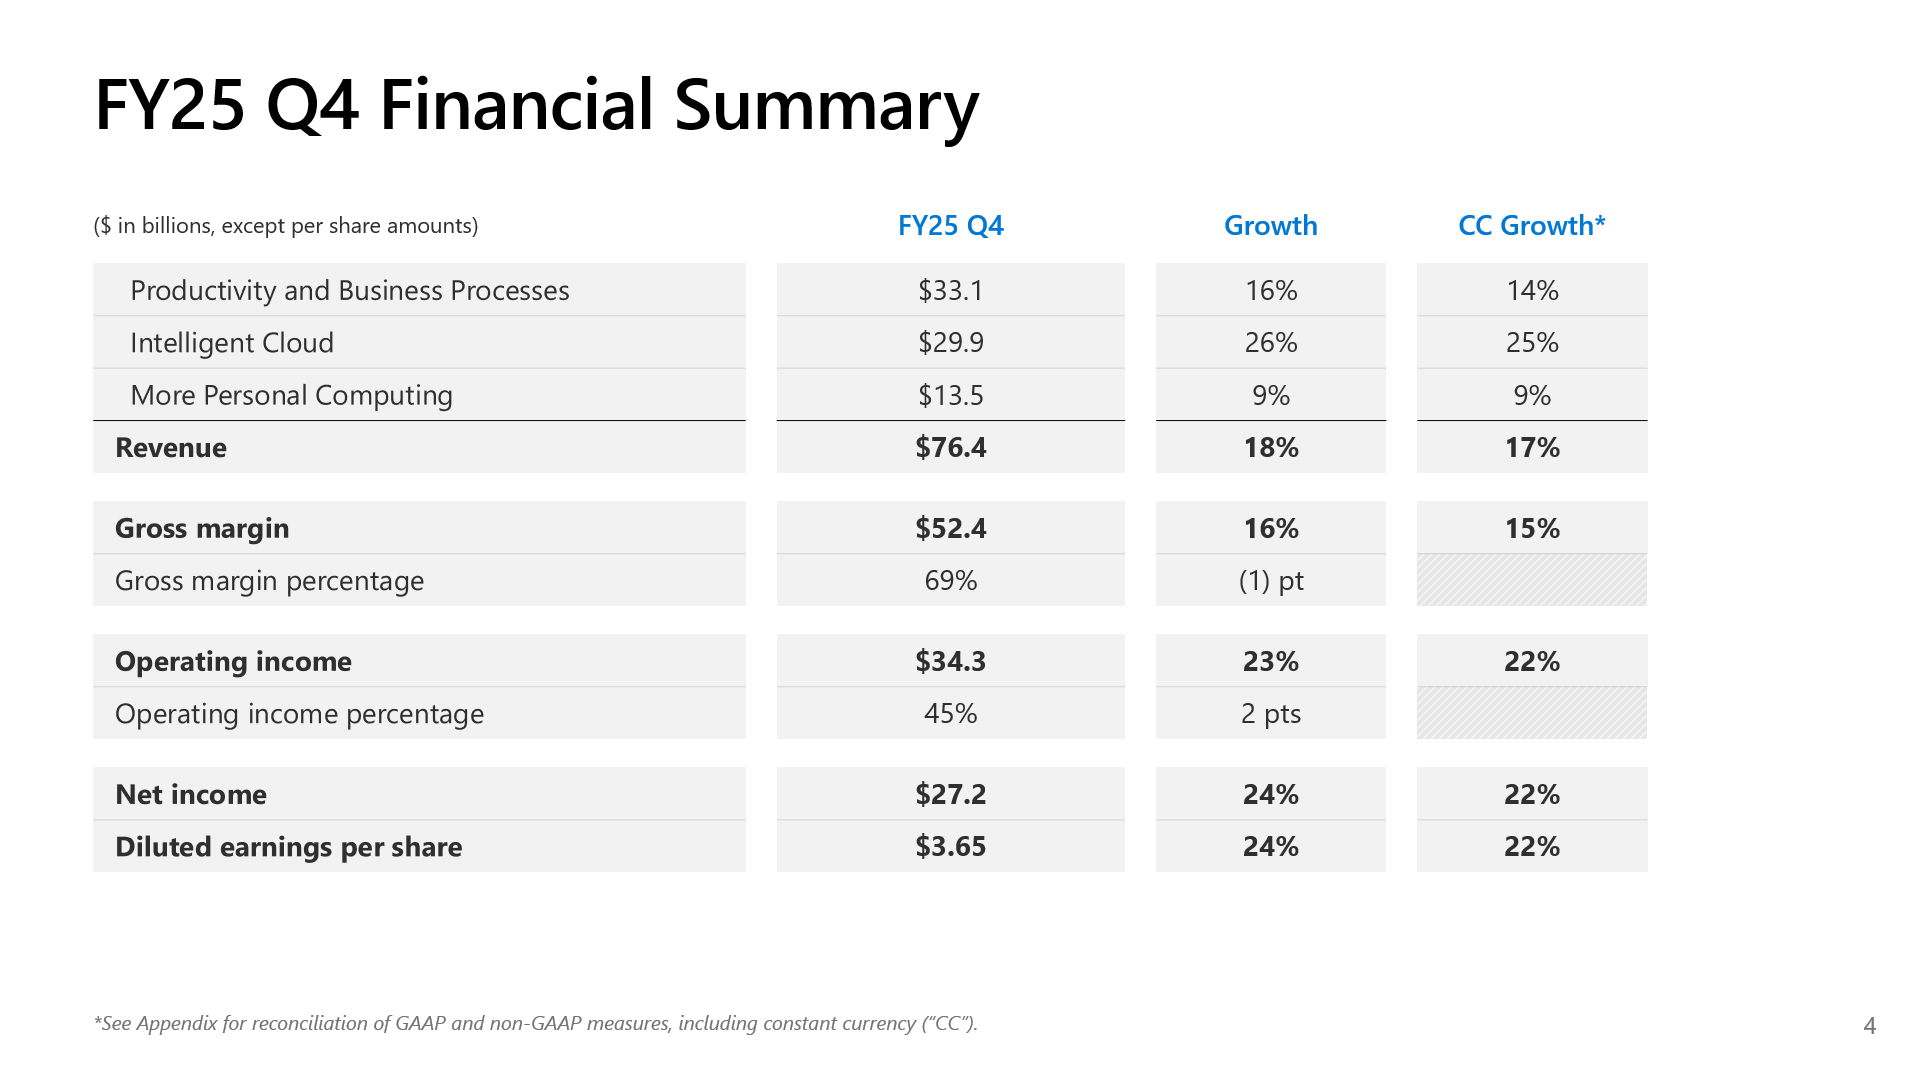 FY25 Q4 Financial Summary
($ in billions, except per share amounts) FY25 Q4 Growth CC Growth*
Productivity and Business Processes $33.1 16% 14%
Intelligent Cloud $29.9 26% 25%
More Personal Computing $13.5 9% 9%
Revenue $76.4 18% 17%
Gross margin $52.4 16% 15%
Gross margin percentage 69% (1) pt
Operating income $34.3 23% 22%
Operating income percentage 45% 2 pts
Net income $27.2 24% 22%
Diluted earnings per share $3.65 24% 22%
*See Appendix for reconciliation of GAAP and non-GAAP measures, including constant currency (“CC”).
4